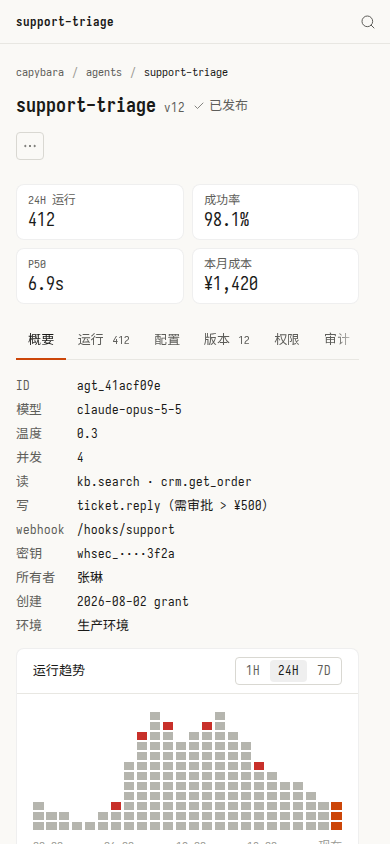 support-triage
capybara / agents / support-triage
support-triage v12 ✓ 已发布
···
24H 运行
412
成功率
98.1%
P50
6.9s
本月成本
¥1,420
概要 运行 412 配置 版本 12 权限 审计
ID agt_41acf09e
模型 claude-opus-5-5
温度 0.3
并发 4
读 kb.search · crm.get_order
写 ticket.reply (需审批 > ¥500)
webhook /hooks/support
密钥 whsec_····3f2a
所有者 张琳
创建 2026-08-02 grant
环境 生产环境
运行趋势 1H 24H 7D
现在